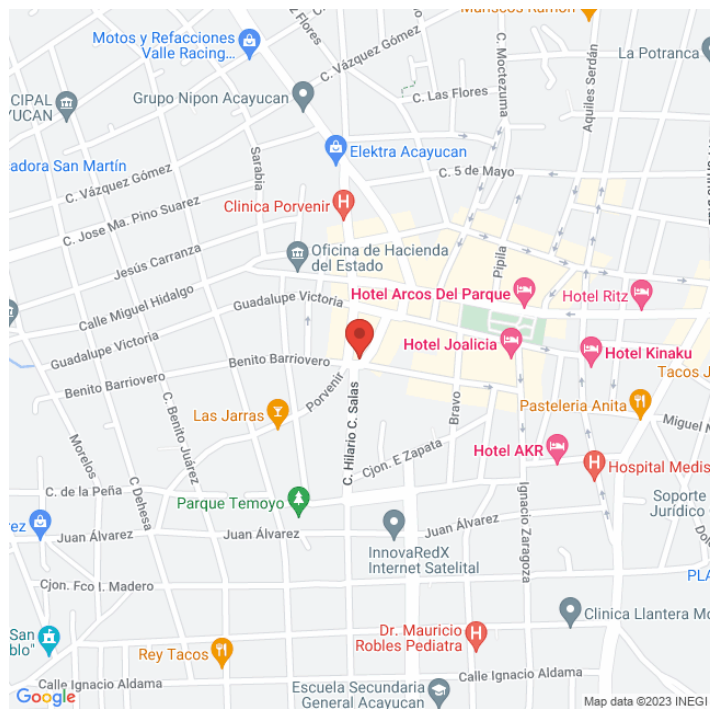 Mariscos Ramón
Motos y Refacciones
Valle Racing...
C. Vázquez Gómez
z Flores
C. Moctezuma
Aquiles Serdán
La Potranca
CIPAL
YUCAN
Grupo Nipon Acayucan
C. Las Flores
Sarabia
Elektra Acayucan
adora San Martín
C. Vázquez Gómez
C. 5 de Mayo
Clinica Porvenir
C. Jose Ma. Pino Suarez
Jesús Carranza
Oficina de Hacienda
del Estado
Pipila
Calle Miguel Hidalgo
Guadalupe Victoria
Hotel Arcos Del Parque
Hotel Ritz
Guadalupe Victoria
Hotel Joalicia
Hotel Kinaku
Benito Barriovero
Benito Barriovero
Porvenir
Tacos J
C. Hilario C. Salas
Las Jarras
Bravo
Pasteleria Anita
Miguel N
C. Benito Juárez
Morelos
Cjon. E Zapata
Hotel AKR
Hospital Medis
C. de la Peña
C Dehesa
Parque Temoyo
Ignacio Zaragoza
Soporte
Jurídico
rez
Juan Álvarez
Juan Álvarez
InnovaRedX
Internet Satelital
Dolo
Cjon. Fco I. Madero
PLA
Clinica Llantera Mo
San
blo"
Rey Tacos
Dr. Mauricio
Robles Pediatra
Calle Ignacio Aldama
Calle Ignacio Aldama
Escuela Secundaria
General Acayucan
Google
Map data ©2023 INEGI